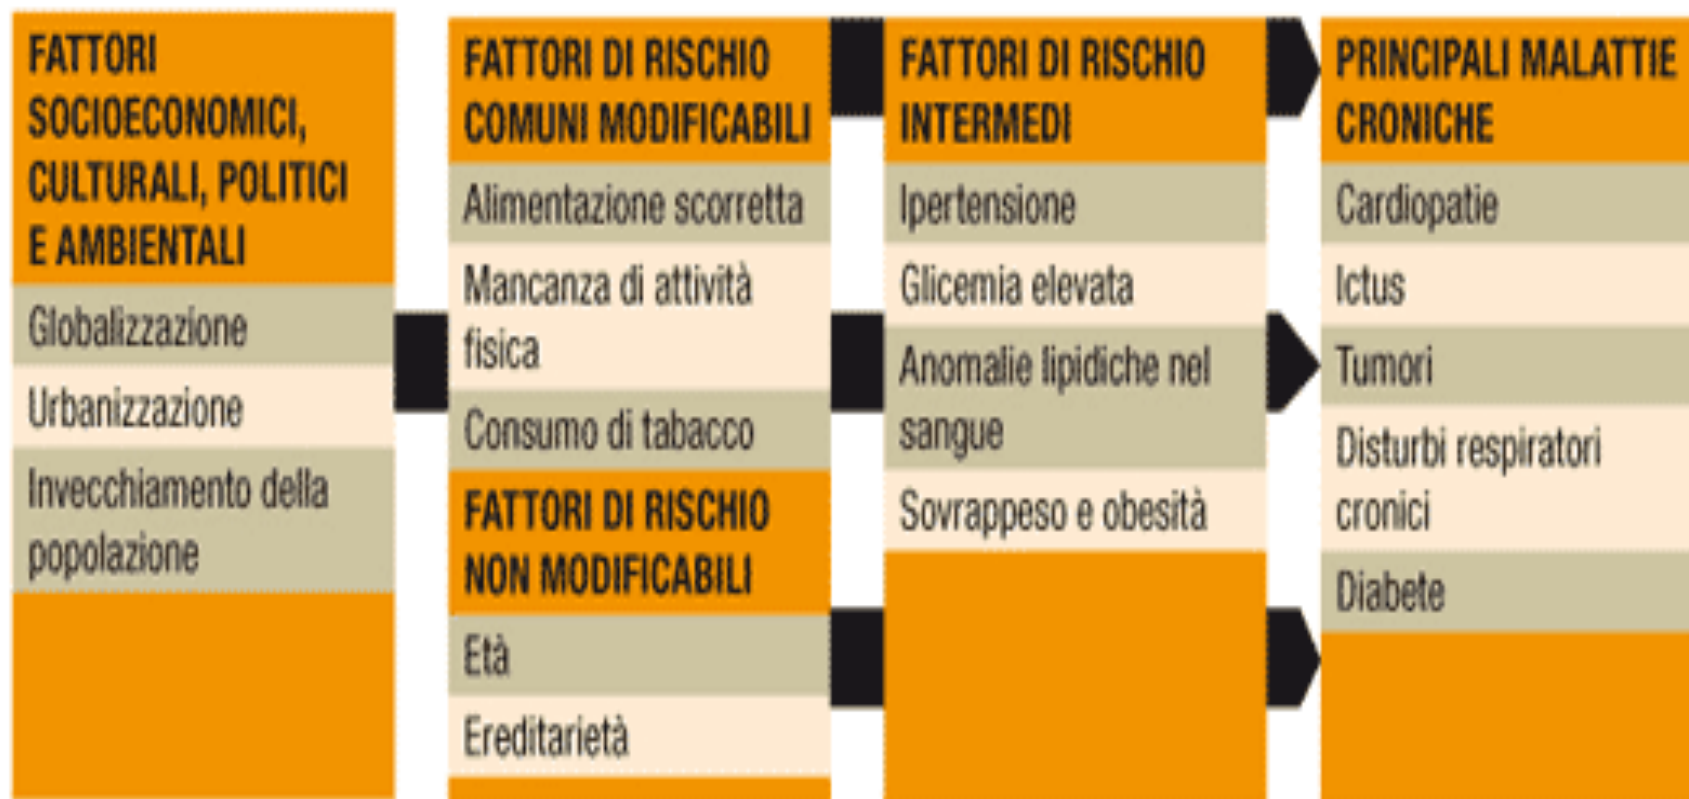 FATTORI
SOCIOECONOMICI,
CULTURALI, POLITICI
E AMBIENTALI
Globalizzazione
Urbanizzazione
Invecchiamento della
popolazione
FATTORI DI RISCHIO
COMUNI MODIFICABILI
Alimentazione scorretta
Mancanza di attività
fisica
Consumo di tabacco
FATTORI DI RISCHIO
NON MODIFICABILI
Età
Ereditarietà
FATTORI DI RISCHIO
INTERMEDI
Ipertensione
Glicemia elevata
Anomalie lipidiche nel
sangue
Sovrappeso e obesità
PRINCIPALI MALATTIE
CRONICHE
Cardiopatie
Ictus
Tumori
Disturbi respiratori
cronici
Diabete